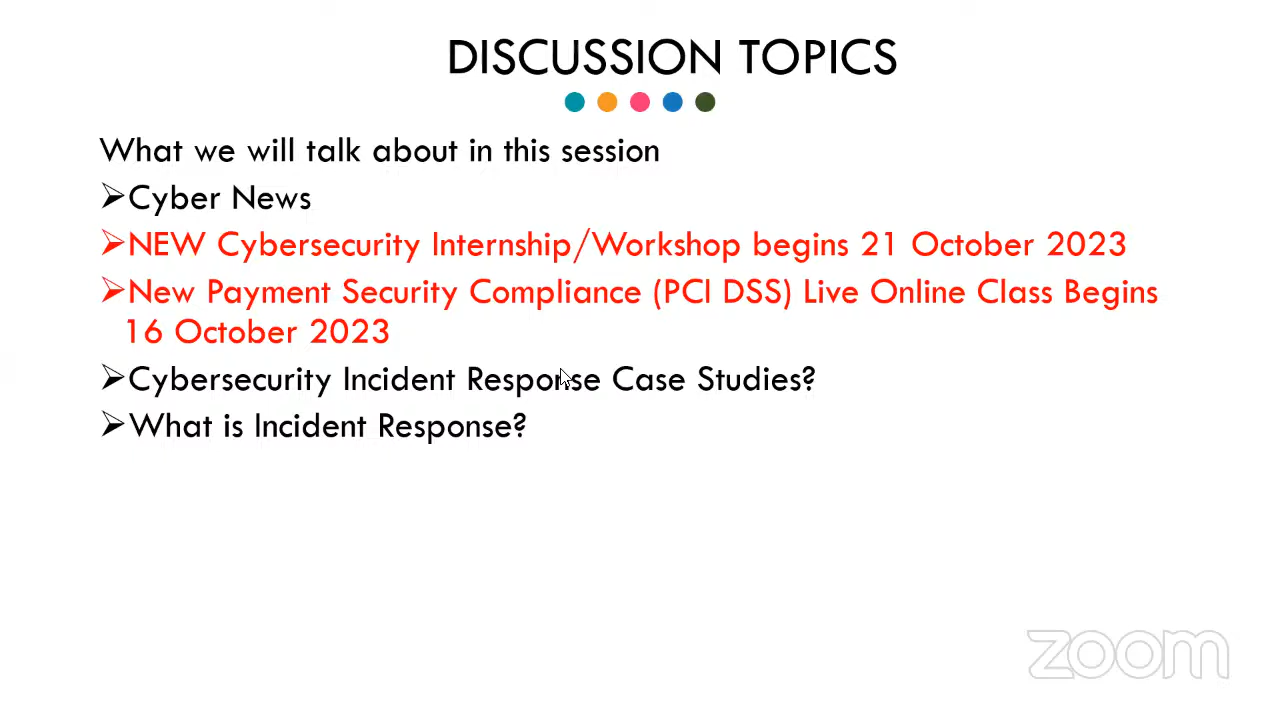 DISCUSSION TOPICS
What we will talk about in this session
➢Cyber News
➢NEW Cybersecurity Internship/Workshop begins 21 October 2023
➢New Payment Security Compliance (PCI DSS) Live Online Class Begins
16 October 2023
➢Cybersecurity Incident Response Case Studies?
➢What is Incident Response?
zoom